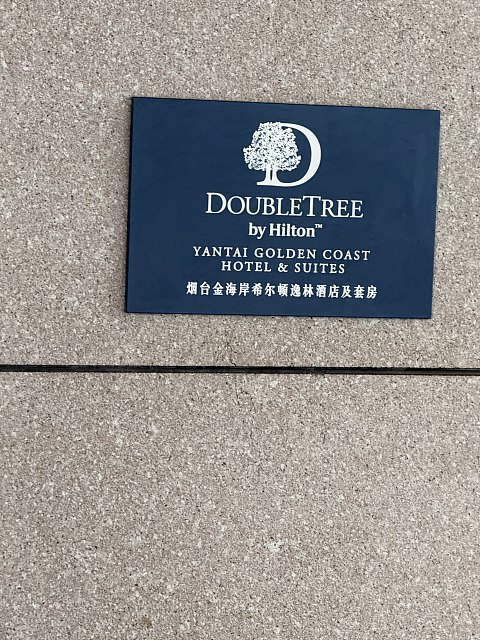 D
DOUBLETREE
by Hilton™
YANTAI GOLDEN COAST
HOTEL & SUITES
烟台金海岸希尔顿逸林酒店及套房